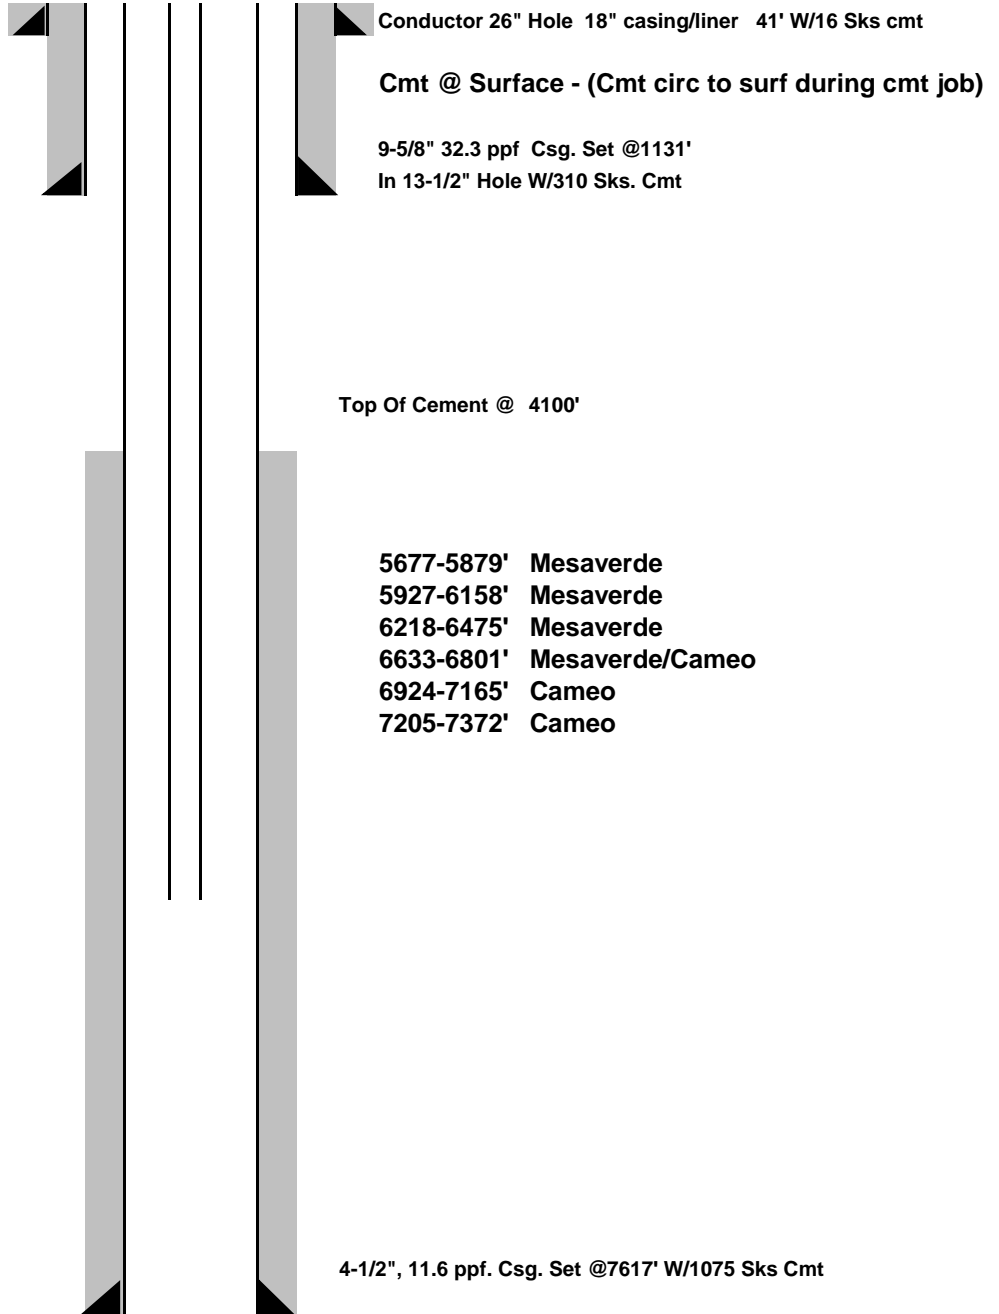 Conductor 26" Hole  18" casing/liner   41' W/16 Sks cmt
Cmt @ Surface - (Cmt circ to surf during cmt job)
9-5/8" 32.3 ppf  Csg. Set @1131'
In 13-1/2" Hole W/310 Sks. Cmt
Top Of Cement @  4100'
5677-5879'   Mesaverde
5927-6158'   Mesaverde
6218-6475'   Mesaverde
6633-6801'   Mesaverde/Cameo
6924-7165'   Cameo
7205-7372'   Cameo
4-1/2", 11.6 ppf. Csg. Set @7617' W/1075 Sks Cmt